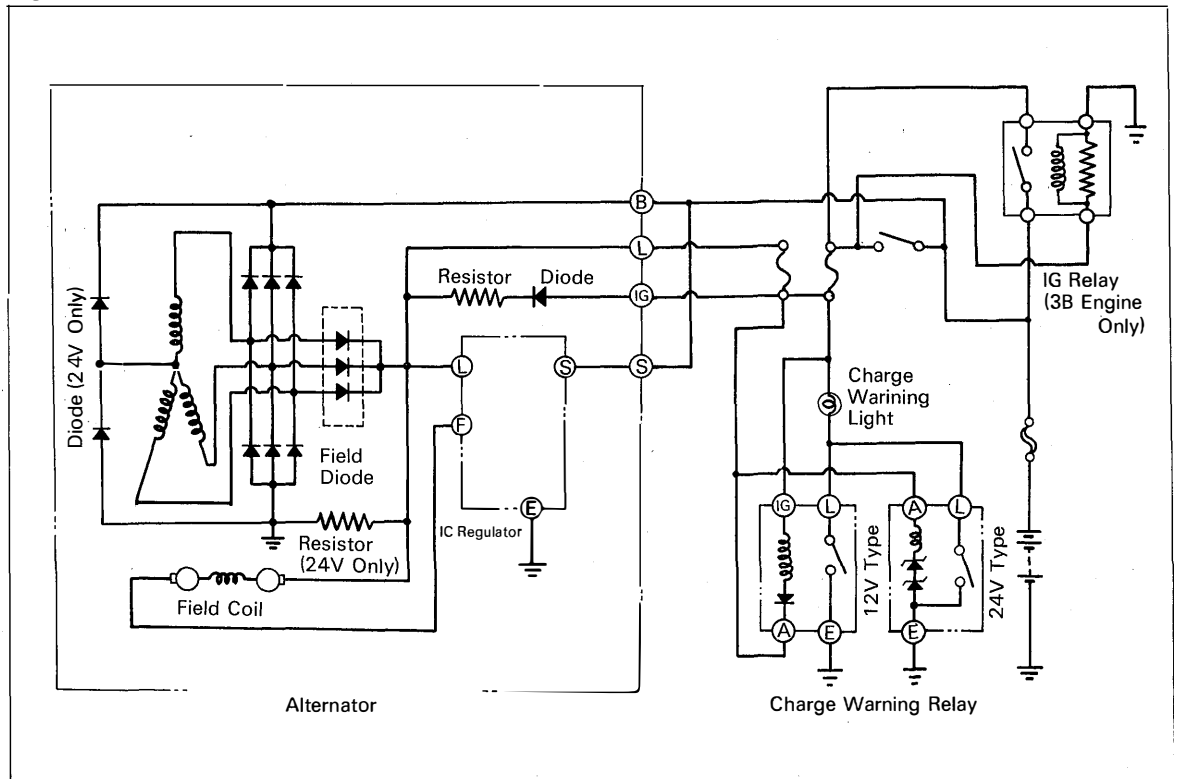 B
L
Resistor Diode
IG
IG Relay
(3B Engine
Only)
Diode (24V Only)
L
S
S
Charge
Warining
Light
F
Field
Diode
E
IC Regulator
Resistor
(24V Only)
Field Coil
IG
L
A
E
12V Type
A
L
E
24V Type
Alternator
Charge Warning Relay